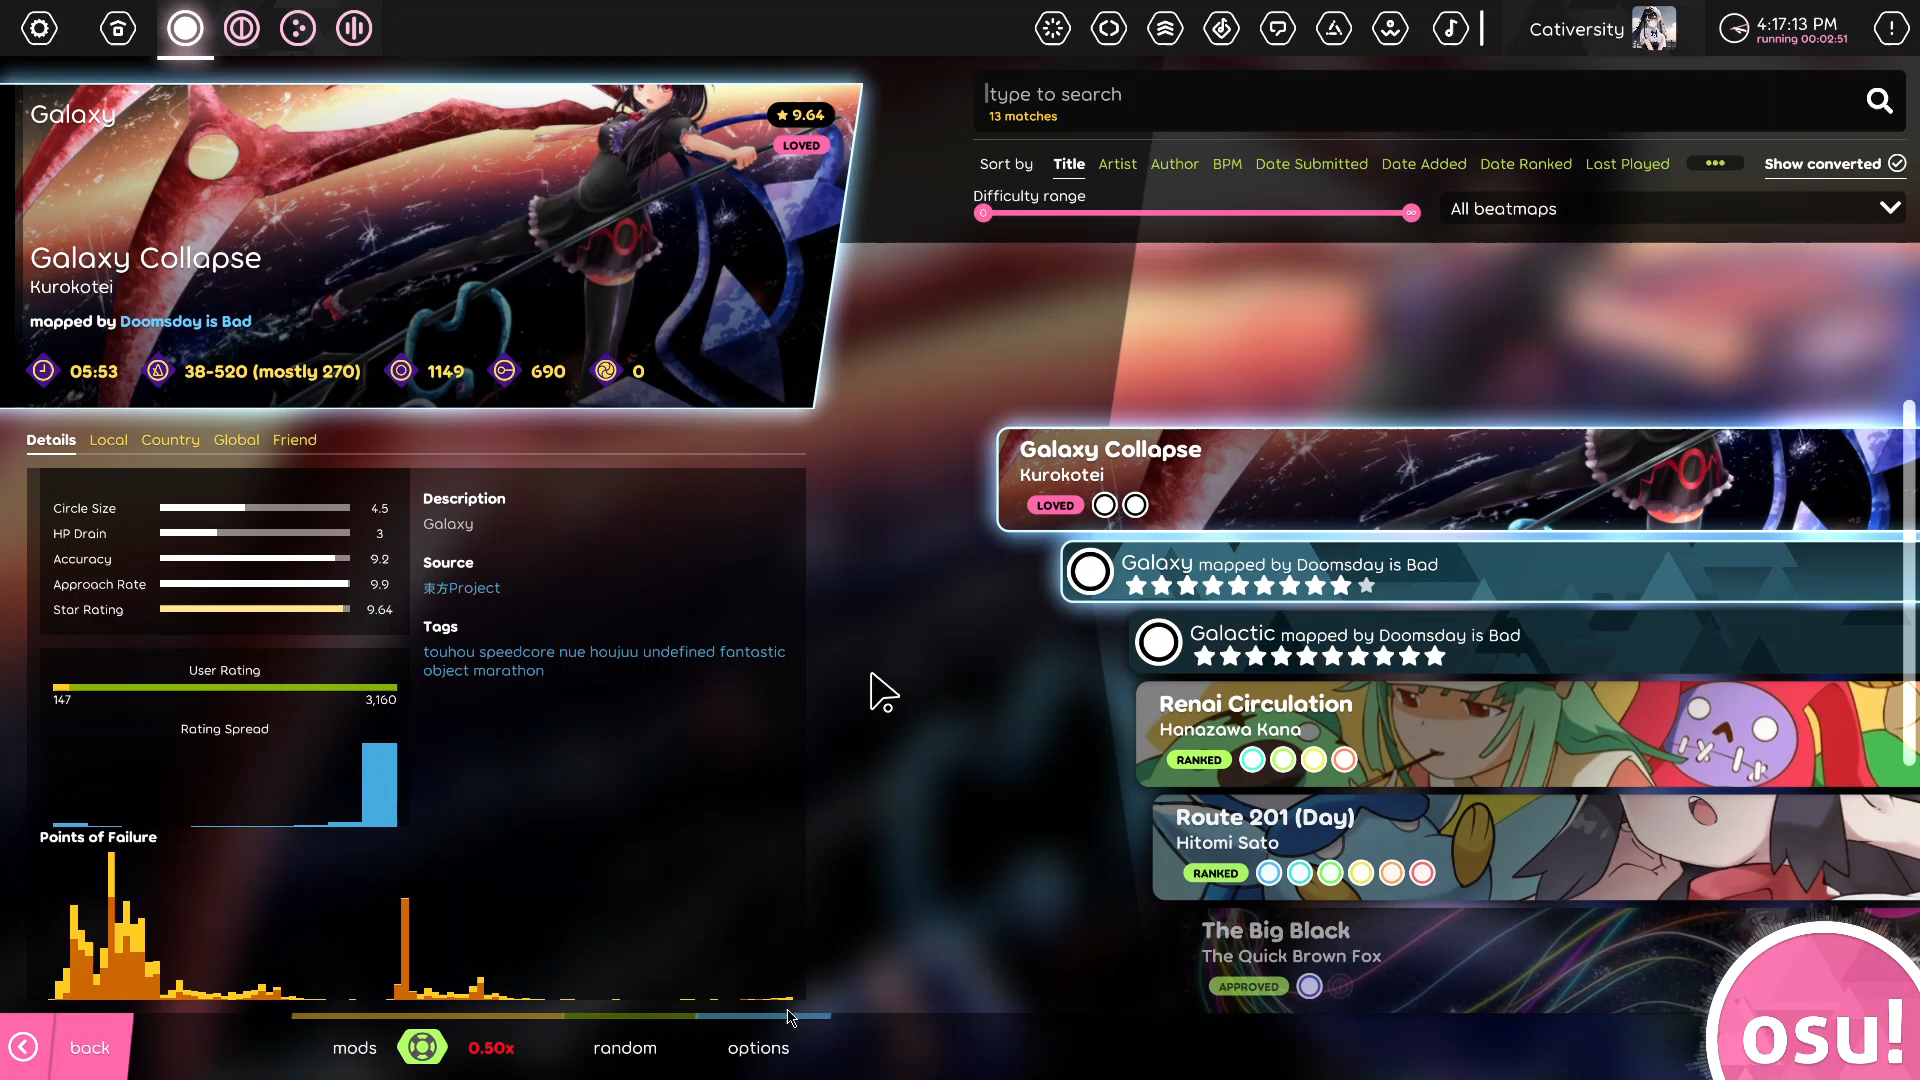 Cativersity
4:17:13 PM
running 00:02:51
Galaxy
9.64
LOVED
Galaxy Collapse
Kurokotei
mapped by Doomsday is Bad
05:53
38-520 (mostly 270)
1149
690
0
type to search
13 matches
Sort by Title Artist Author BPM Date Submitted Date Added Date Ranked Last Played ••• Show converted
Difficulty range
0 ∞
All beatmaps
Details Local Country Global Friend
Circle Size 4.5
HP Drain 3
Accuracy 9.2
Approach Rate 9.9
Star Rating 9.64
User Rating
147 3,160
Rating Spread
Points of Failure
Description
Galaxy
Source
東方Project
Tags
touhou speedcore nue houjuu undefined fantastic
object marathon
Galaxy Collapse
Kurokotei
LOVED
Galaxy mapped by Doomsday is Bad
Galactic mapped by Doomsday is Bad
Renai Circulation
Hanazawa Kana
RANKED
Route 201 (Day)
Hitomi Sato
RANKED
The Big Black
The Quick Brown Fox
APPROVED
back
mods
0.50x
random
options
osu!